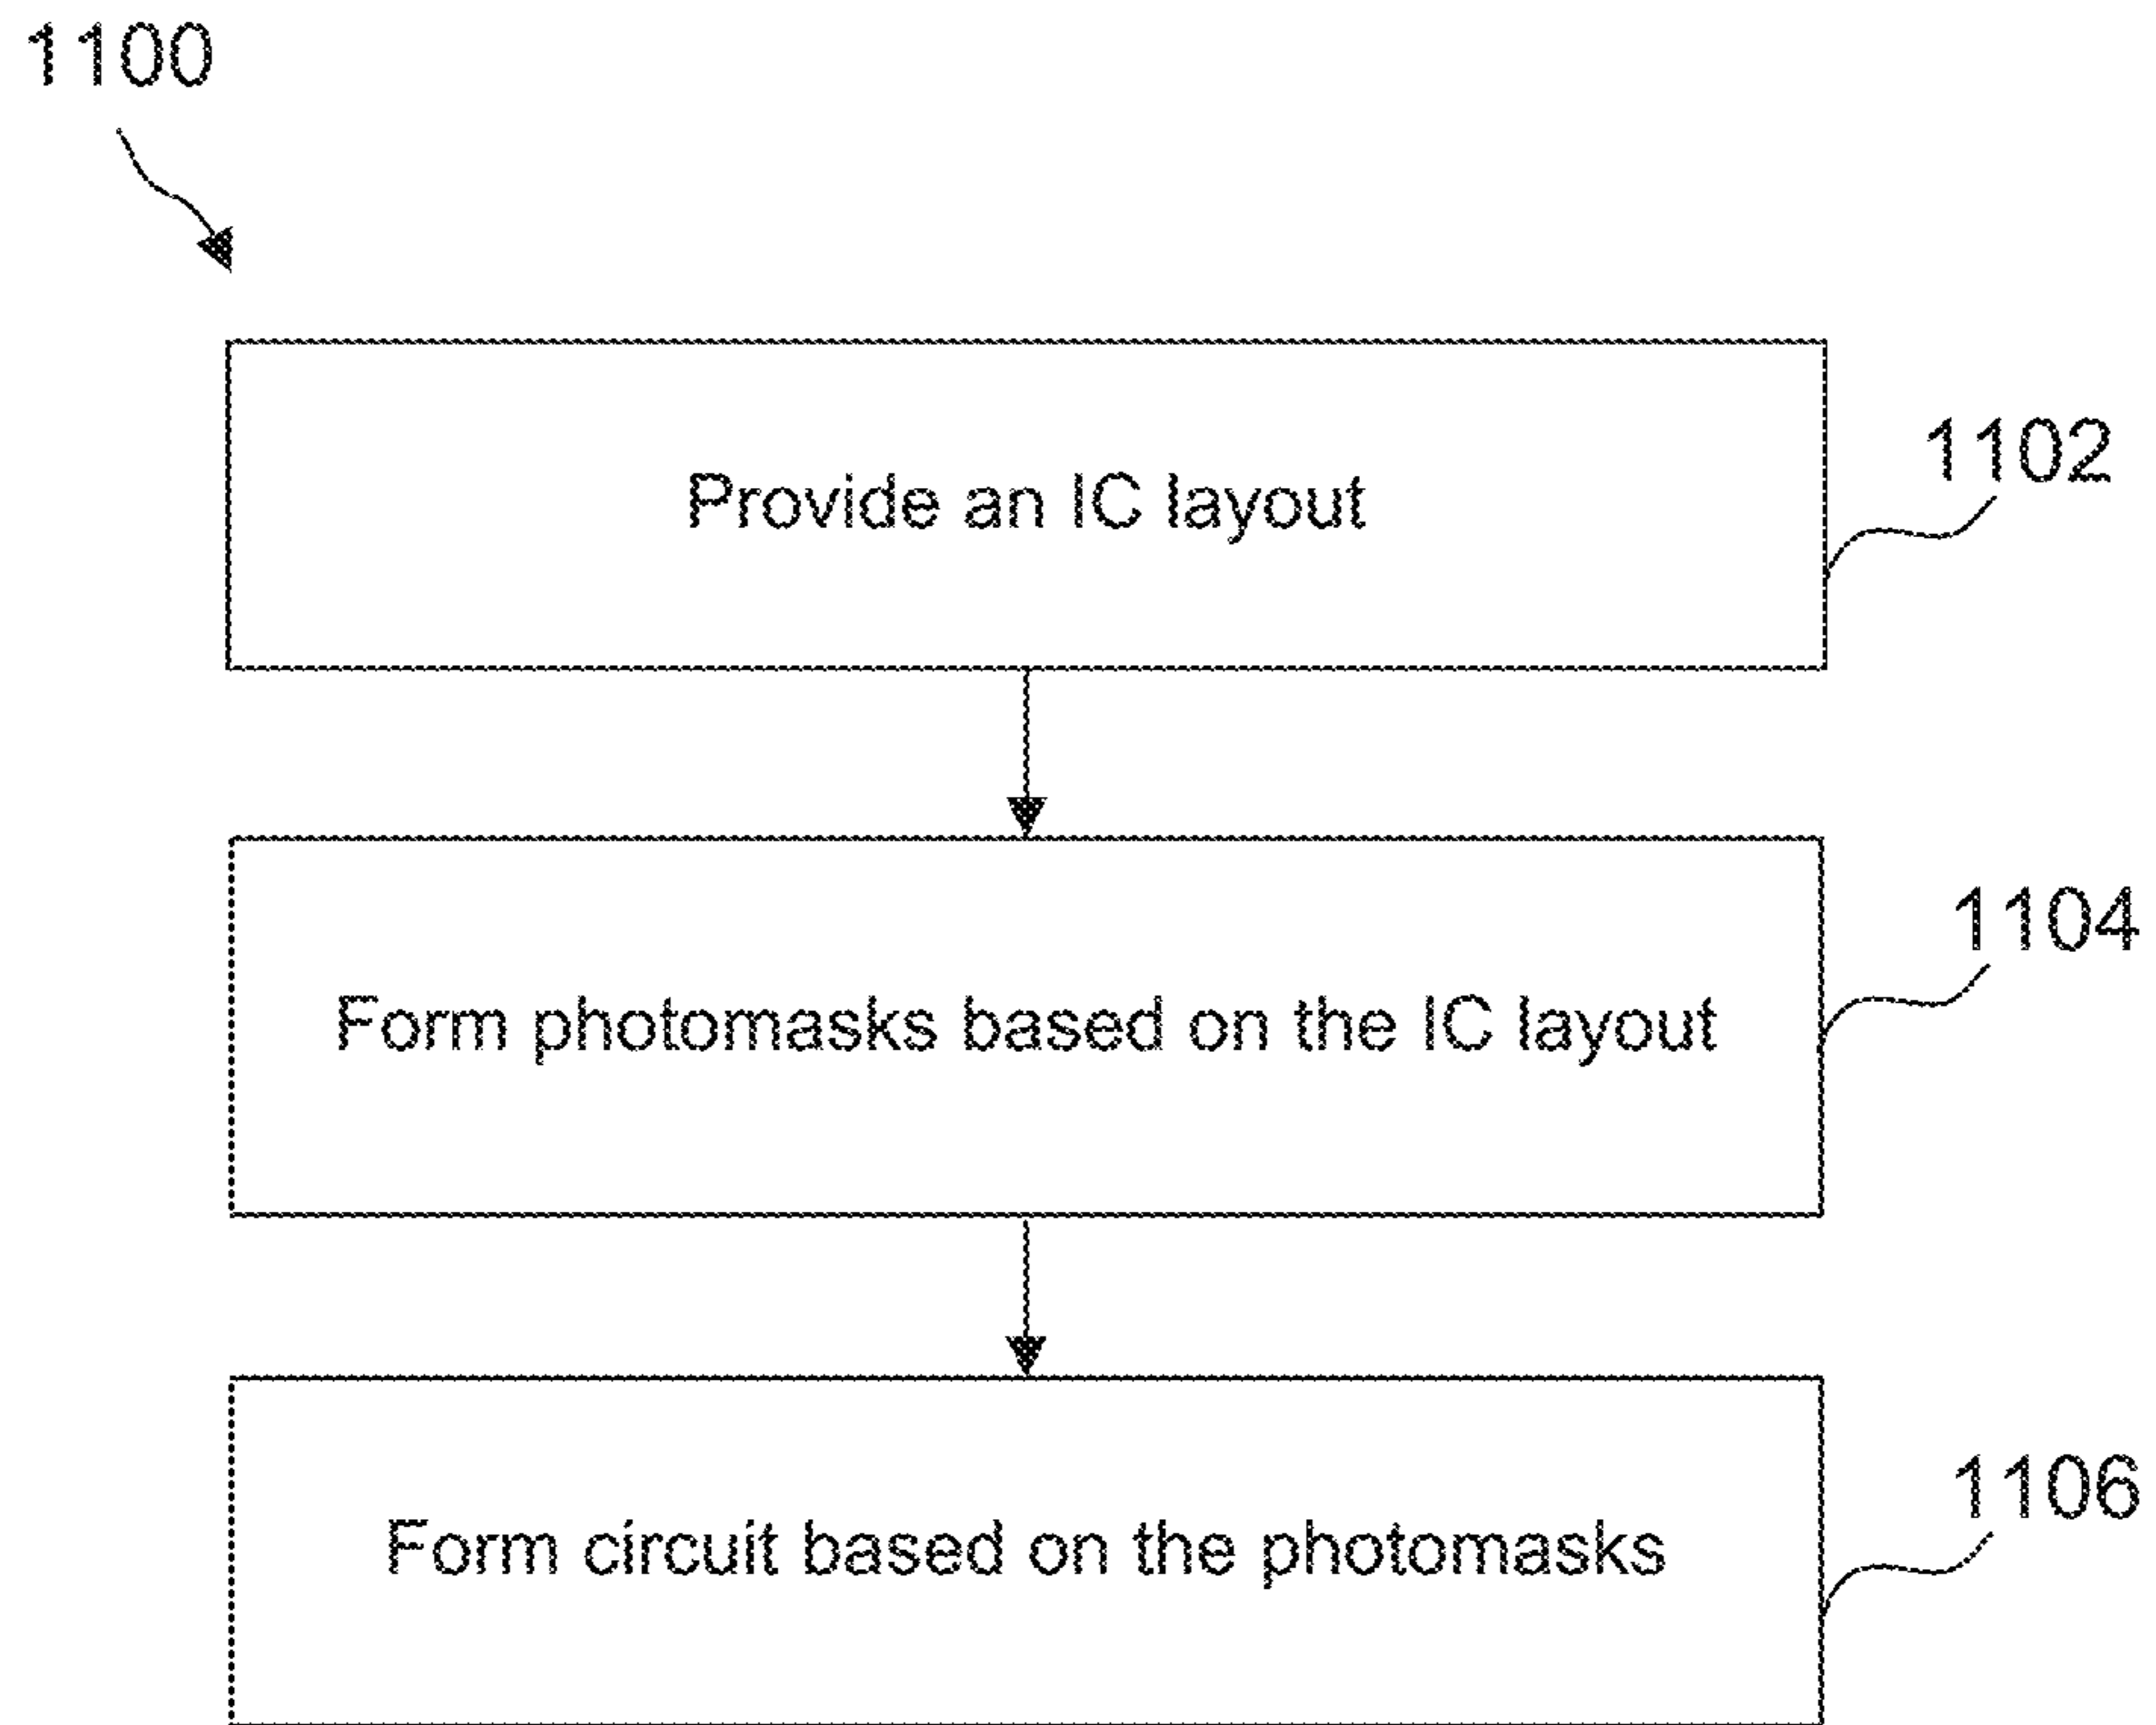 1100
Provide an IC layout
1102
Form photomasks based on the IC layout
1104
Form circuit based on the photomasks
1106